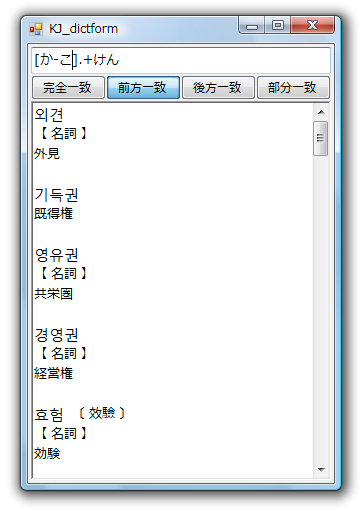 KJ_dictform
[か-こ].+けん
完全一致 前方一致 後方一致 部分一致
외견
【 名詞 】
外見
기득권
既得権
영유권
【 名詞 】
共栄圏
경영권
【 名詞 】
経営権
효험 〔 效驗 〕
【 名詞 】
効験